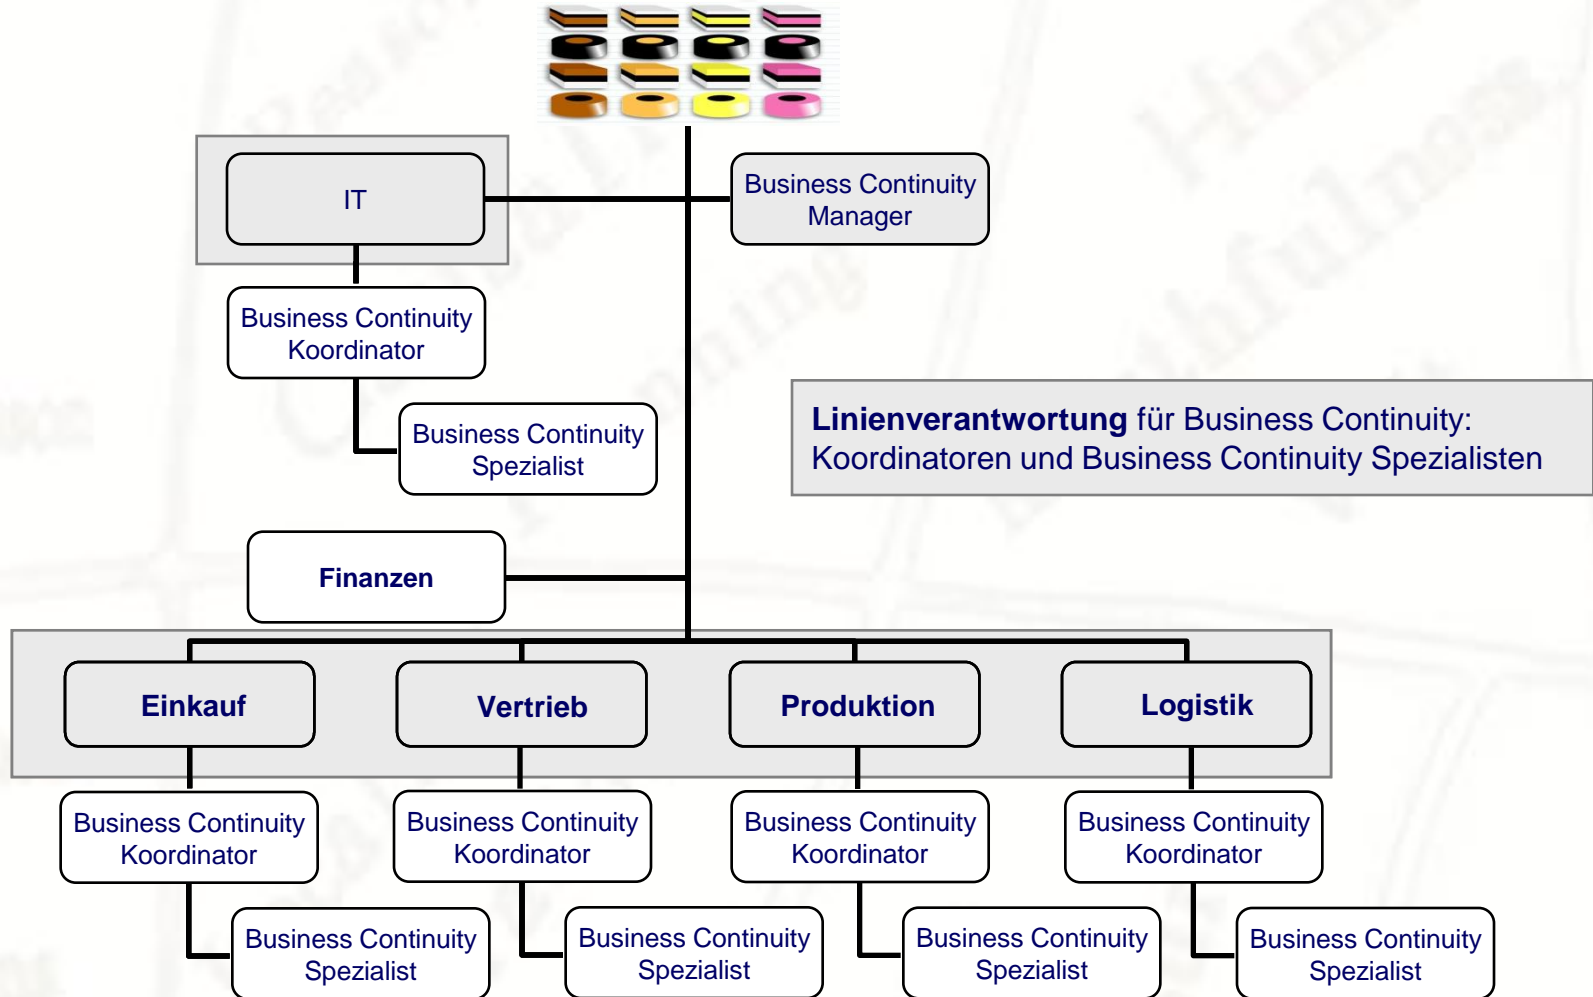 IT
Business Continuity
Manager
Business Continuity
Koordinator
Business Continuity
Spezialist
Linienverantwortung für Business Continuity:
Koordinatoren und Business Continuity Spezialisten
Finanzen
Einkauf
Vertrieb
Produktion
Logistik
Business Continuity
Koordinator
Business Continuity
Koordinator
Business Continuity
Koordinator
Business Continuity
Koordinator
Business Continuity
Spezialist
Business Continuity
Spezialist
Business Continuity
Spezialist
Business Continuity
Spezialist